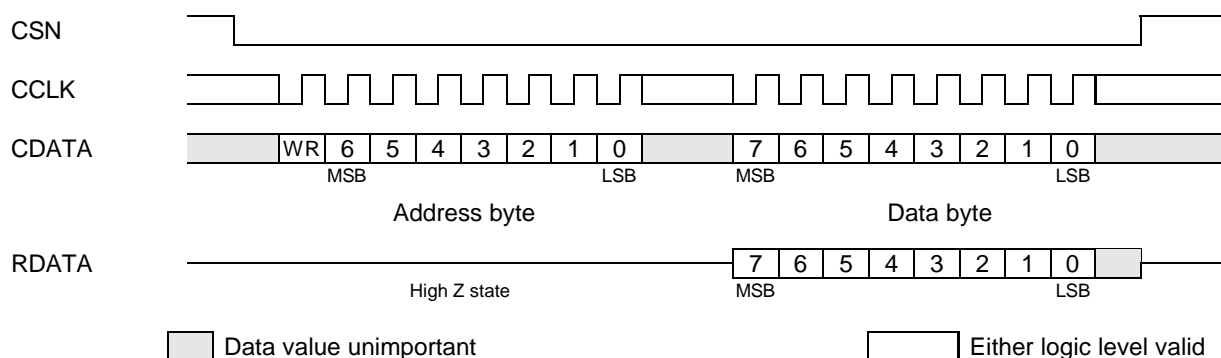 CSN
CCLK
CDATA WR 6 5 4 3 2 1 0 7 6 5 4 3 2 1 0
MSB LSB MSB LSB
Address byte Data byte
RDATA 7 6 5 4 3 2 1 0
High Z state MSB LSB
Data value unimportant Either logic level valid